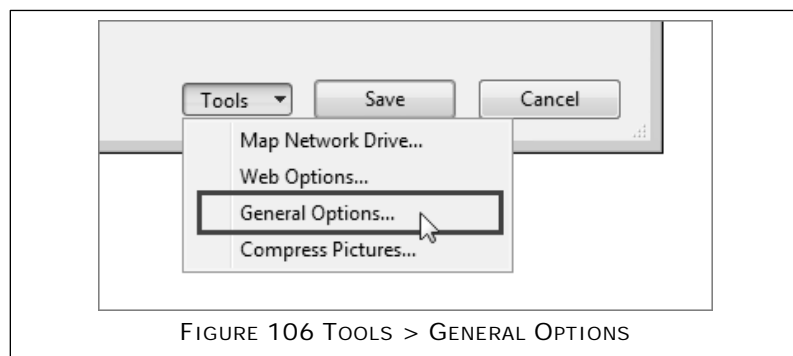 Tools Save Cancel
Map Network Drive...
Web Options...
General Options...
Compress Pictures...
FIGURE 106 TOOLS > GENERAL OPTIONS